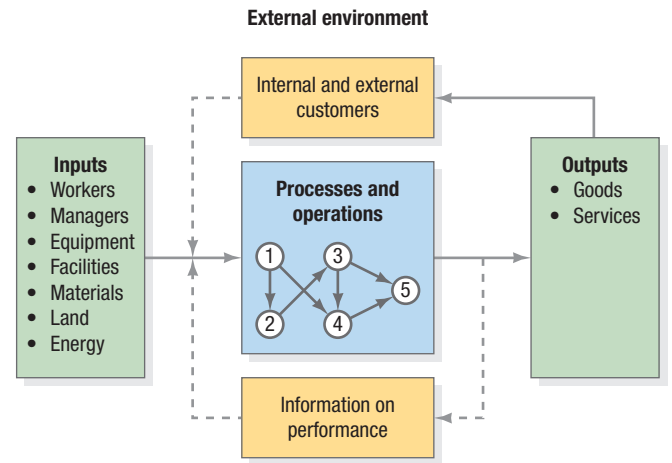 External environment
Internal and external
customers
Inputs
• Workers
• Managers
• Equipment
• Facilities
• Materials
• Land
• Energy
Processes and
operations
1
3
5
2
4
Outputs
• Goods
• Services
Information on
performance